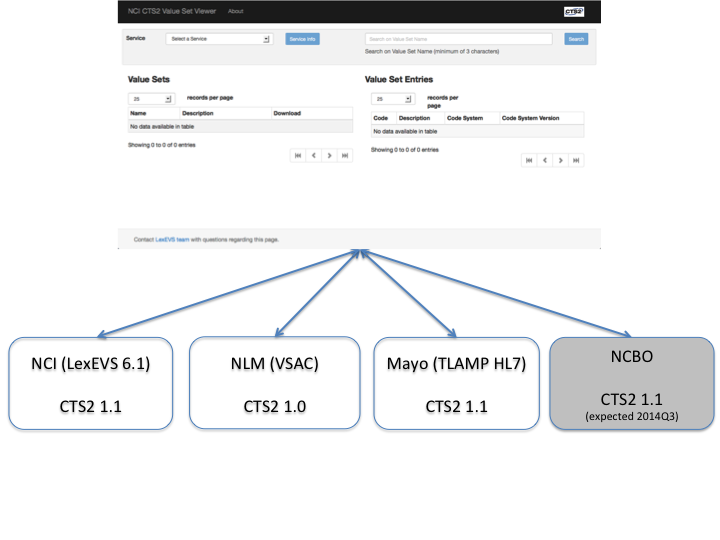 NCI CTS2 Value Set Viewer About CTS2
Service Select a Service Service Info Search on Value Set Name Search
Search on Value Set Name (minimum of 3 characters)
Value Sets
25 records per page
Name Description Download
No data available in table
Showing 0 to 0 of 0 entries
Value Set Entries
25 records per
page
Code Description Code System Code System Version
No data available in table
Showing 0 to 0 of 0 entries
Contact LexEVS team with questions regarding this page.
NCI (LexEVS 6.1)
CTS2 1.1
NLM (VSAC)
CTS2 1.0
Mayo (TLAMP HL7)
CTS2 1.1
NCBO
CTS2 1.1
(expected 2014Q3)